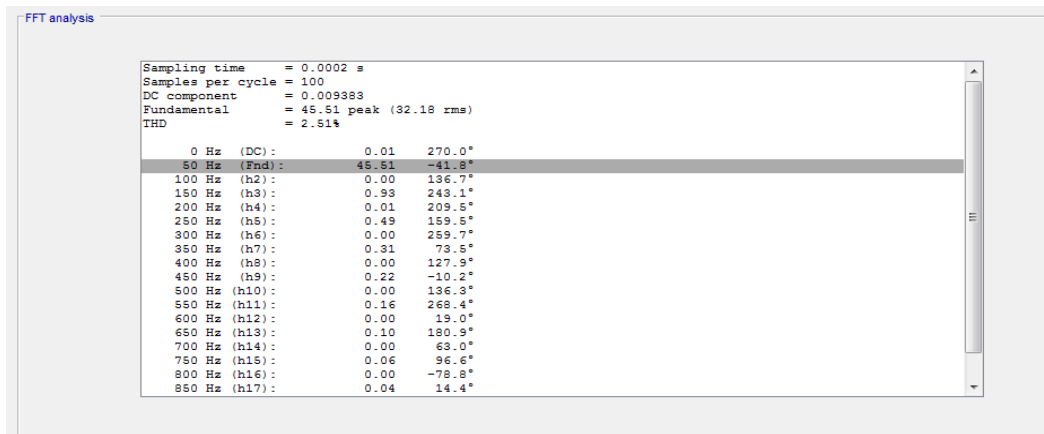 FFT analysis
Sampling time = 0.0002 s
Samples per cycle = 100
DC component = 0.009383
Fundamental = 45.51 peak (32.18 rms)
THD = 2.51%
0 Hz (DC): 0.01 270.0°
50 Hz (Fnd): 45.51 -41.8°
100 Hz (h2): 0.00 136.7°
150 Hz (h3): 0.93 243.1°
200 Hz (h4): 0.01 209.5°
250 Hz (h5): 0.49 159.5°
300 Hz (h6): 0.00 259.7°
350 Hz (h7): 0.31 73.5°
400 Hz (h8): 0.00 127.9°
450 Hz (h9): 0.22 -10.2°
500 Hz (h10): 0.00 136.3°
550 Hz (h11): 0.16 268.4°
600 Hz (h12): 0.00 19.0°
650 Hz (h13): 0.10 180.9°
700 Hz (h14): 0.00 63.0°
750 Hz (h15): 0.06 96.6°
800 Hz (h16): 0.00 -78.8°
850 Hz (h17): 0.04 14.4°